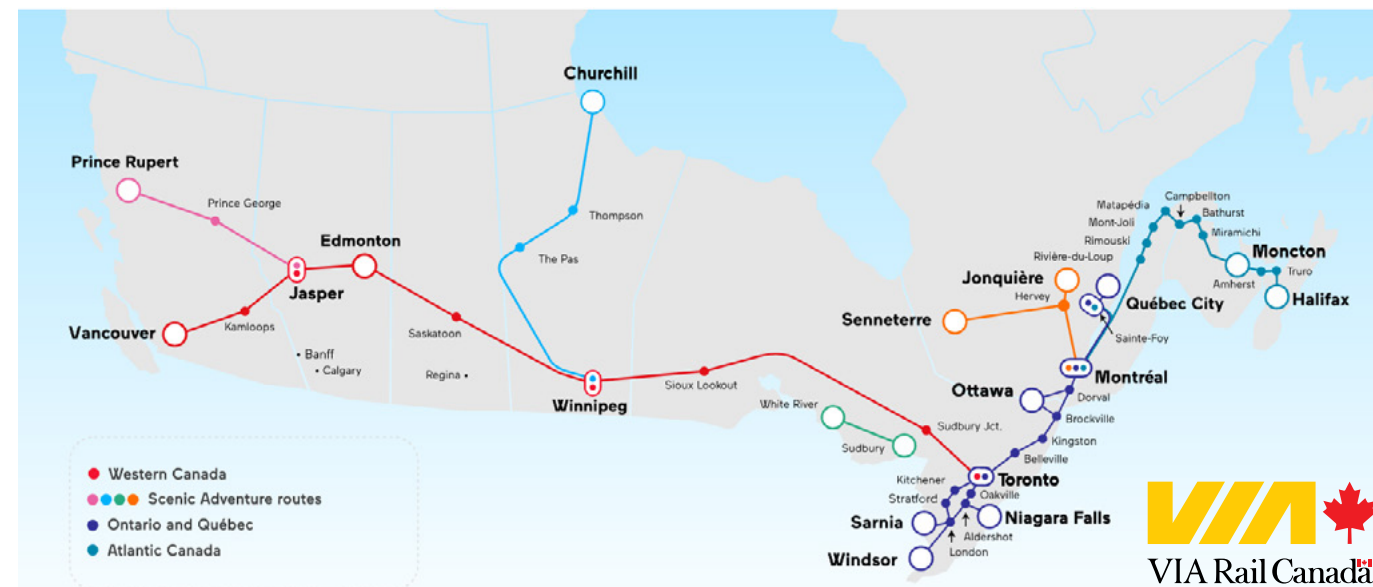 Churchill
Prince Rupert
Prince George
Thompson
Edmonton
The Pas
Jasper
Vancouver
Kamloops
Saskatoon
Banff
Calgary
Regina
Winnipeg
Sioux Lookout
White River
Sudbury
Sudbury Jct.
Campbellton
Matapédia
Bathurst
Mont-Joli
Miramichi
Rimouski
Rivière-du-Loup
Moncton
Amherst
Truro
Halifax
Jonquière
Hervey
Québec City
Senneterre
Sainte-Foy
Montréal
Ottawa
Dorval
Brockville
Kingston
Belleville
Toronto
Kitchener
Oakville
Stratford
Niagara Falls
Sarnia
Aldershot
London
Windsor
Western Canada
Scenic Adventure routes
Ontario and Québec
Atlantic Canada
VIA
VIA Rail Canada